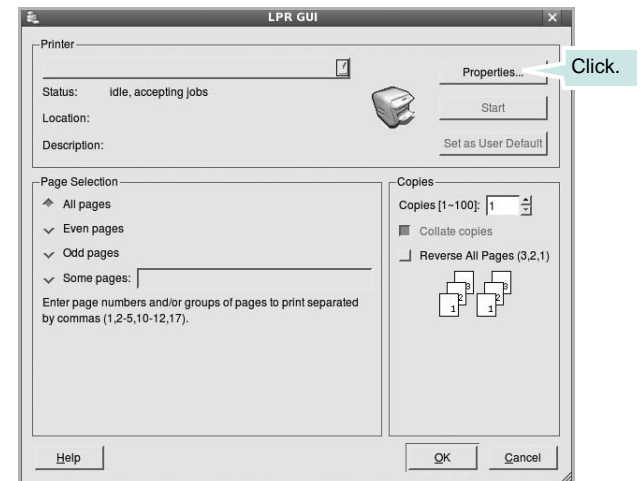 LPR GUI
Printer
Properties...
Click.
Status: idle, accepting jobs
Start
Location:
Description:
Set as User Default
Page Selection
All pages
Even pages
Odd pages
Some pages:
Enter page numbers and/or groups of pages to print separated
by commas (1,2-5,10-12,17).
Copies
Copies [1~100]: 1
Collate copies
Reverse All Pages (3,2,1)
3 3
2 2
1 1
Help
OK
Cancel